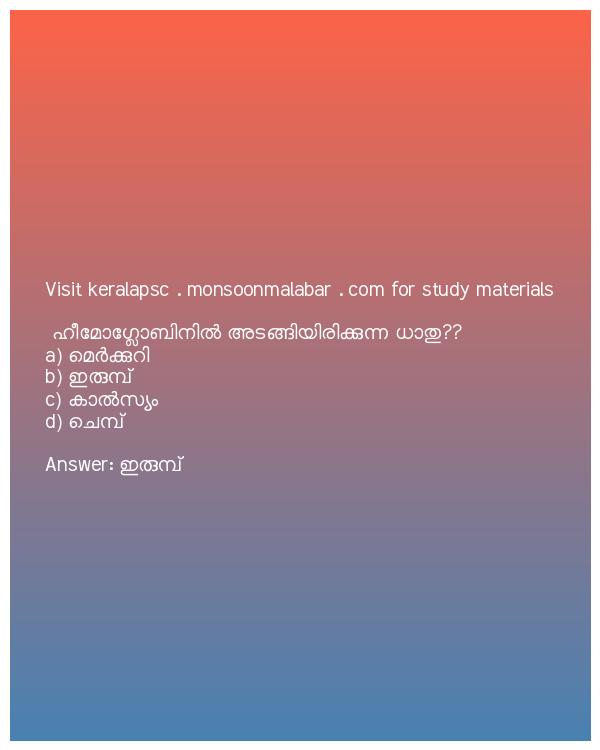 Visit keralapsc . monsoonmalabar . com for study materials
ഹീമോഗ്ലോബിനിൽ അടങ്ങിയിരിക്കുന്ന ധാതു??
a) മെർക്കുറി
b) ഇരുമ്പ്
c) കാൽസ്യം
d) ചെമ്പ്
Answer: ഇരുമ്പ്